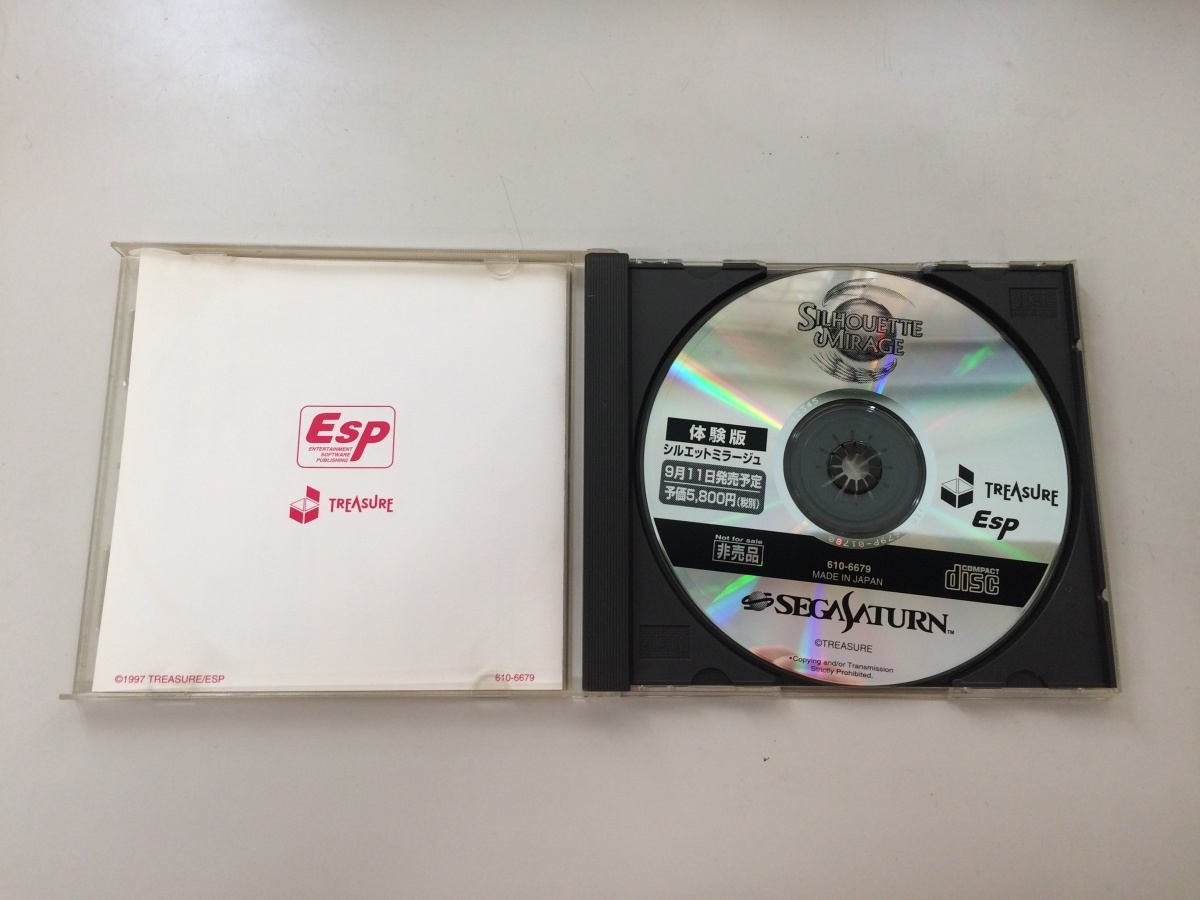 Esp
ENTERTAINMENT
SOFTWARE
PUBLISHING
TREASURE
©1997 TREASURE/ESP
610-6679
SILHOUETTE
MIRAGE
体験版
シルエットミラージュ
9月11日発売予定
予価5,800円(税別)
TREASURE
Esp
Not for sale
非売品
610-6679
MADE IN JAPAN
COMPACT
disc
SEGA SATURN™
©TREASURE
•Copying and/or Transmission
Strictly Prohibited.